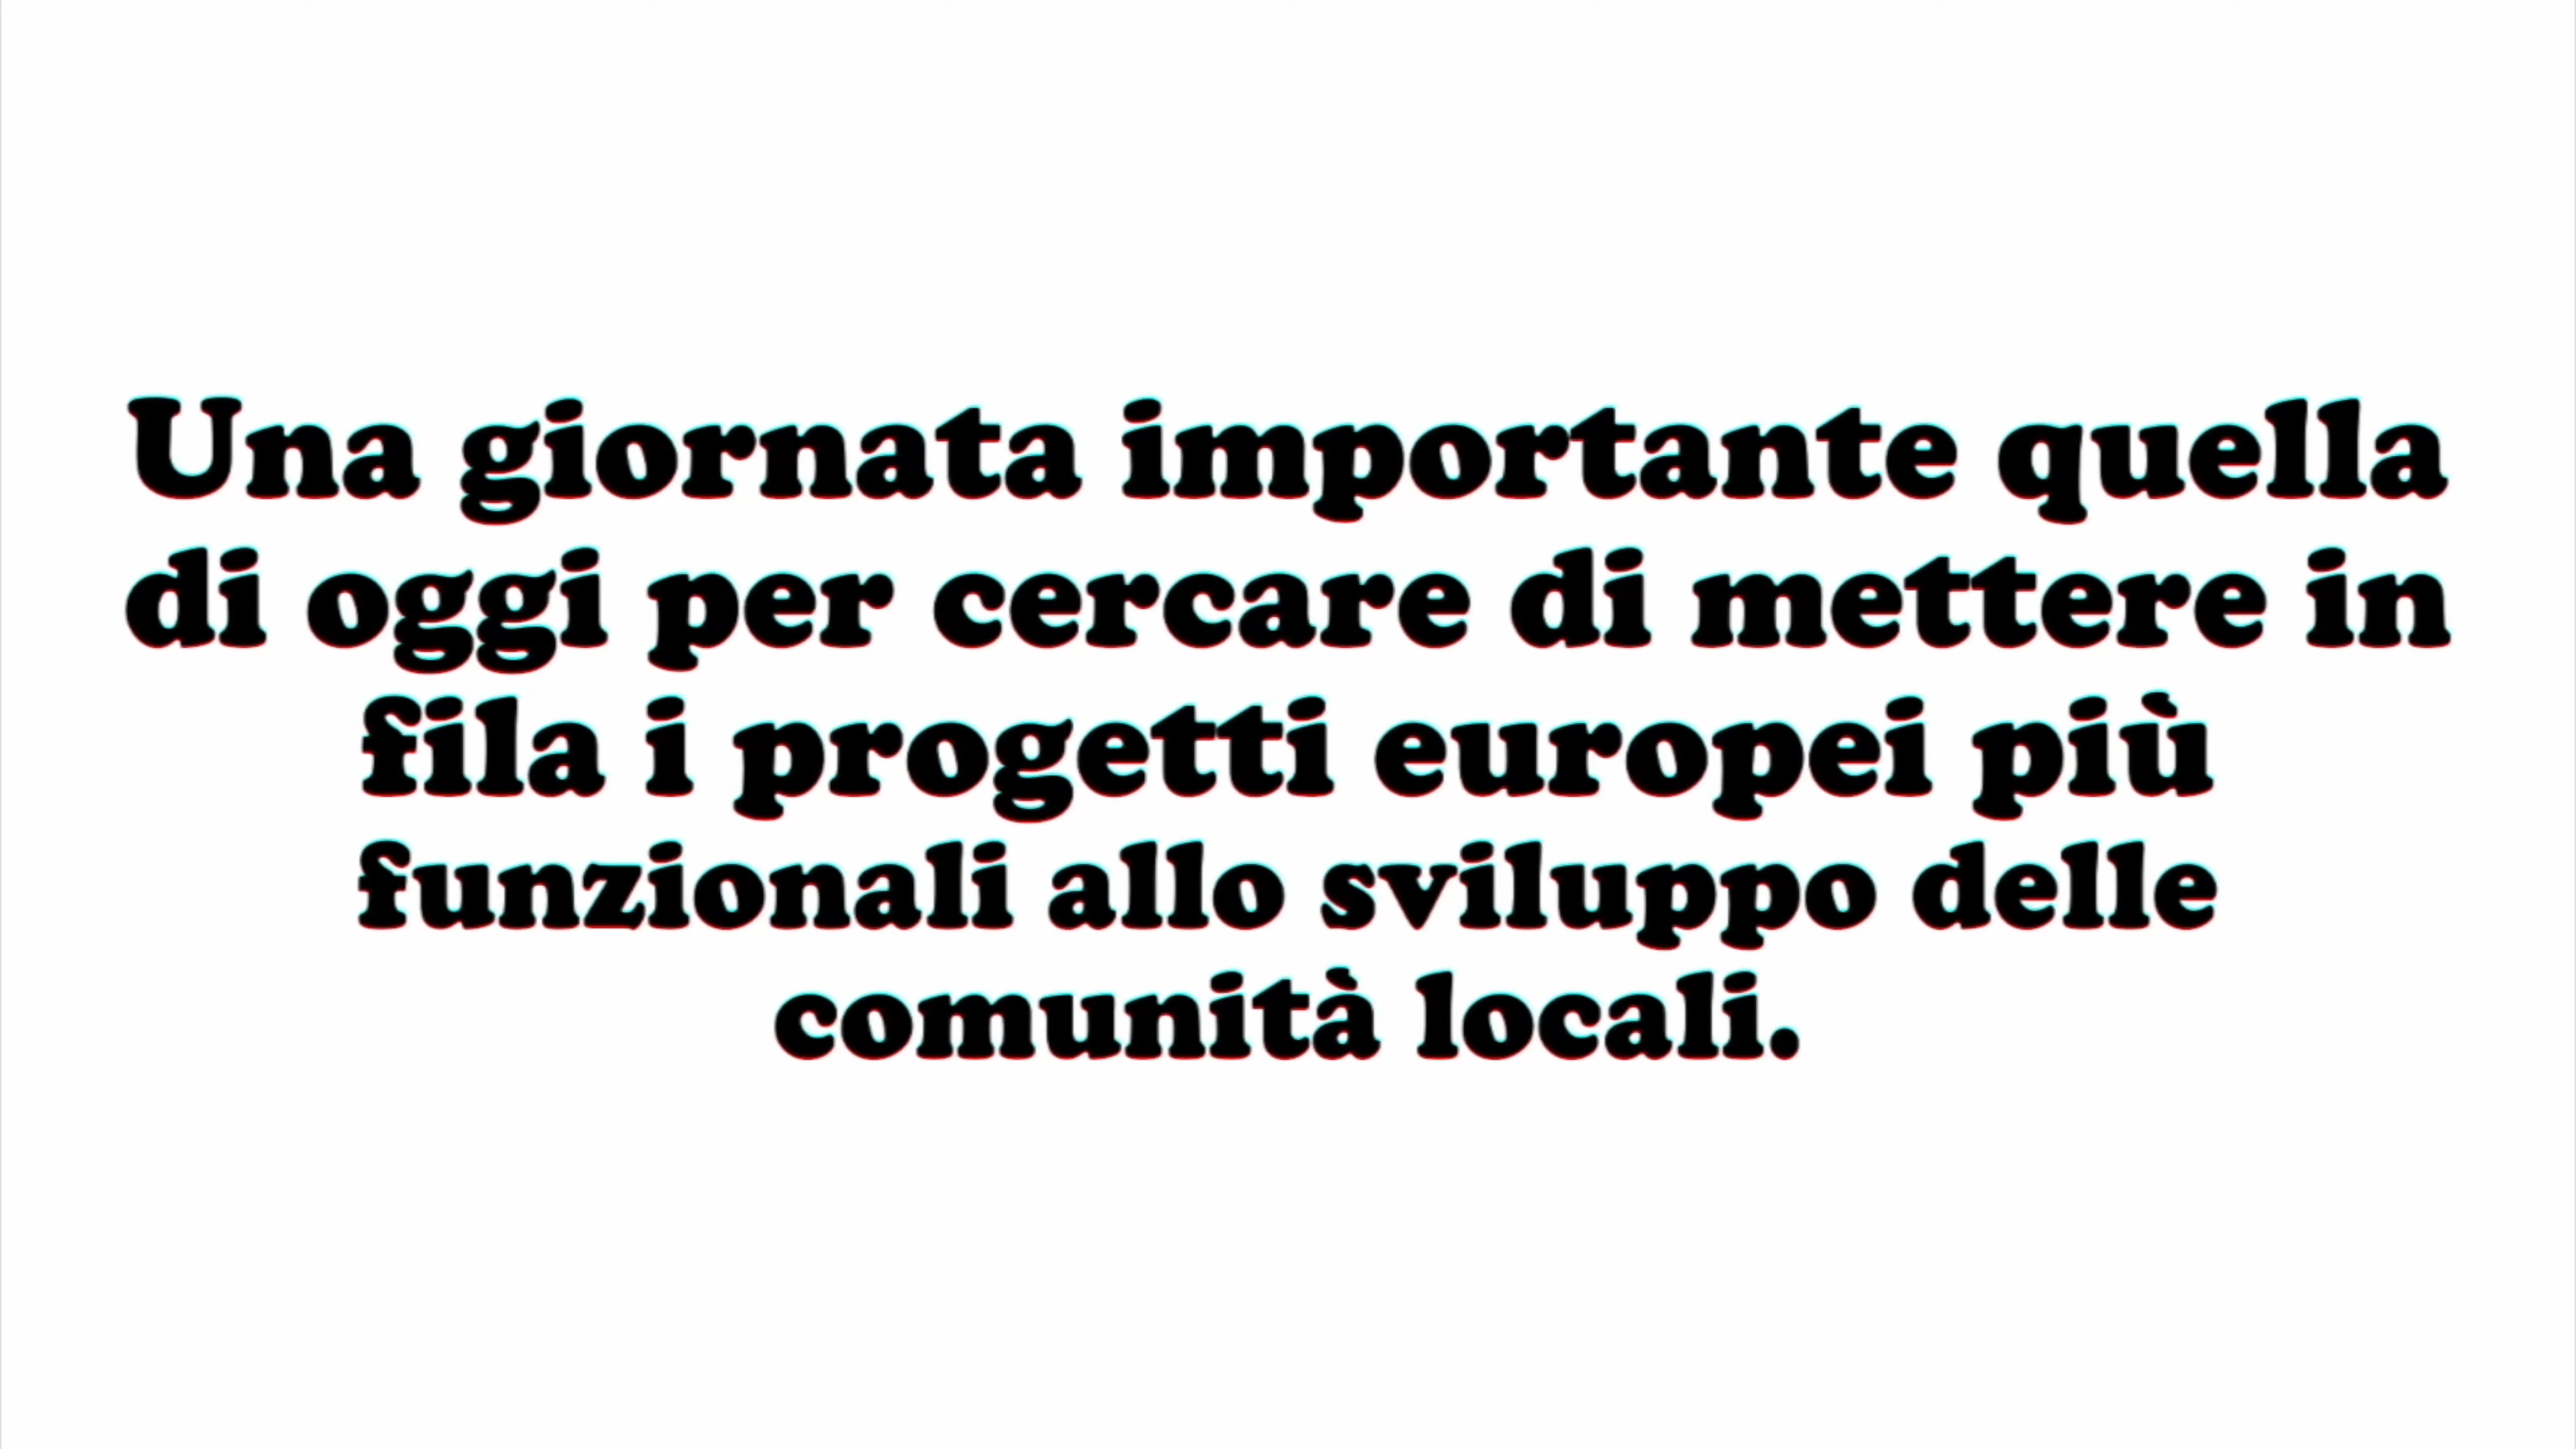 Una giornata importante quella
di oggi per cercare di mettere in
fila i progetti europei più
funzionali allo sviluppo delle
comunità locali.